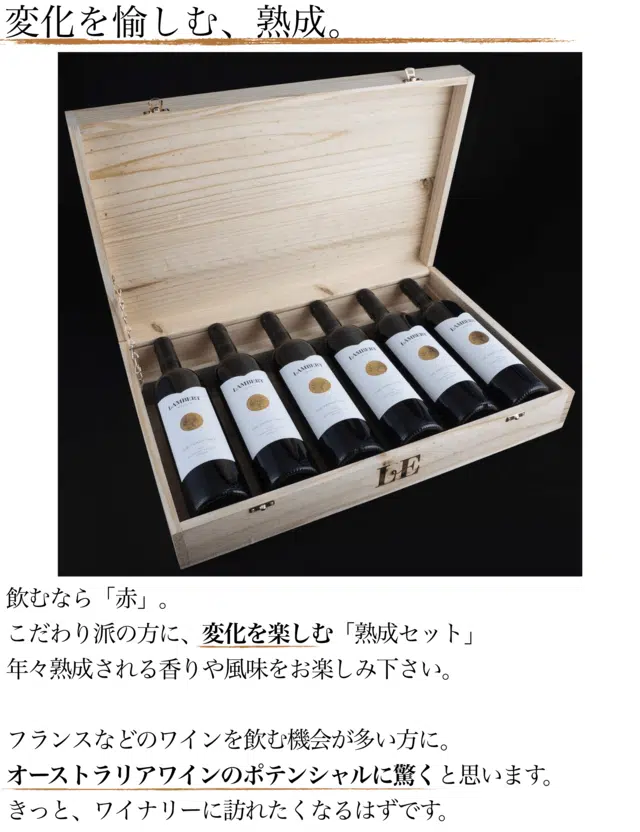 変化を愉しむ、熟成。
LAMBERT
LAMBERT
LAMBERT
LAMBERT
LAMBERT
LAMBERT
LE
飲むなら「赤」。
こだわり派の方に、変化を楽しむ「熟成セット」
年々熟成される香りや風味をお楽しみ下さい。
フランスなどのワインを飲む機会が多い方に。
オーストラリアワインのポテンシャルに驚くと思います。
きっと、ワイナリーに訪れたくなるはずです。